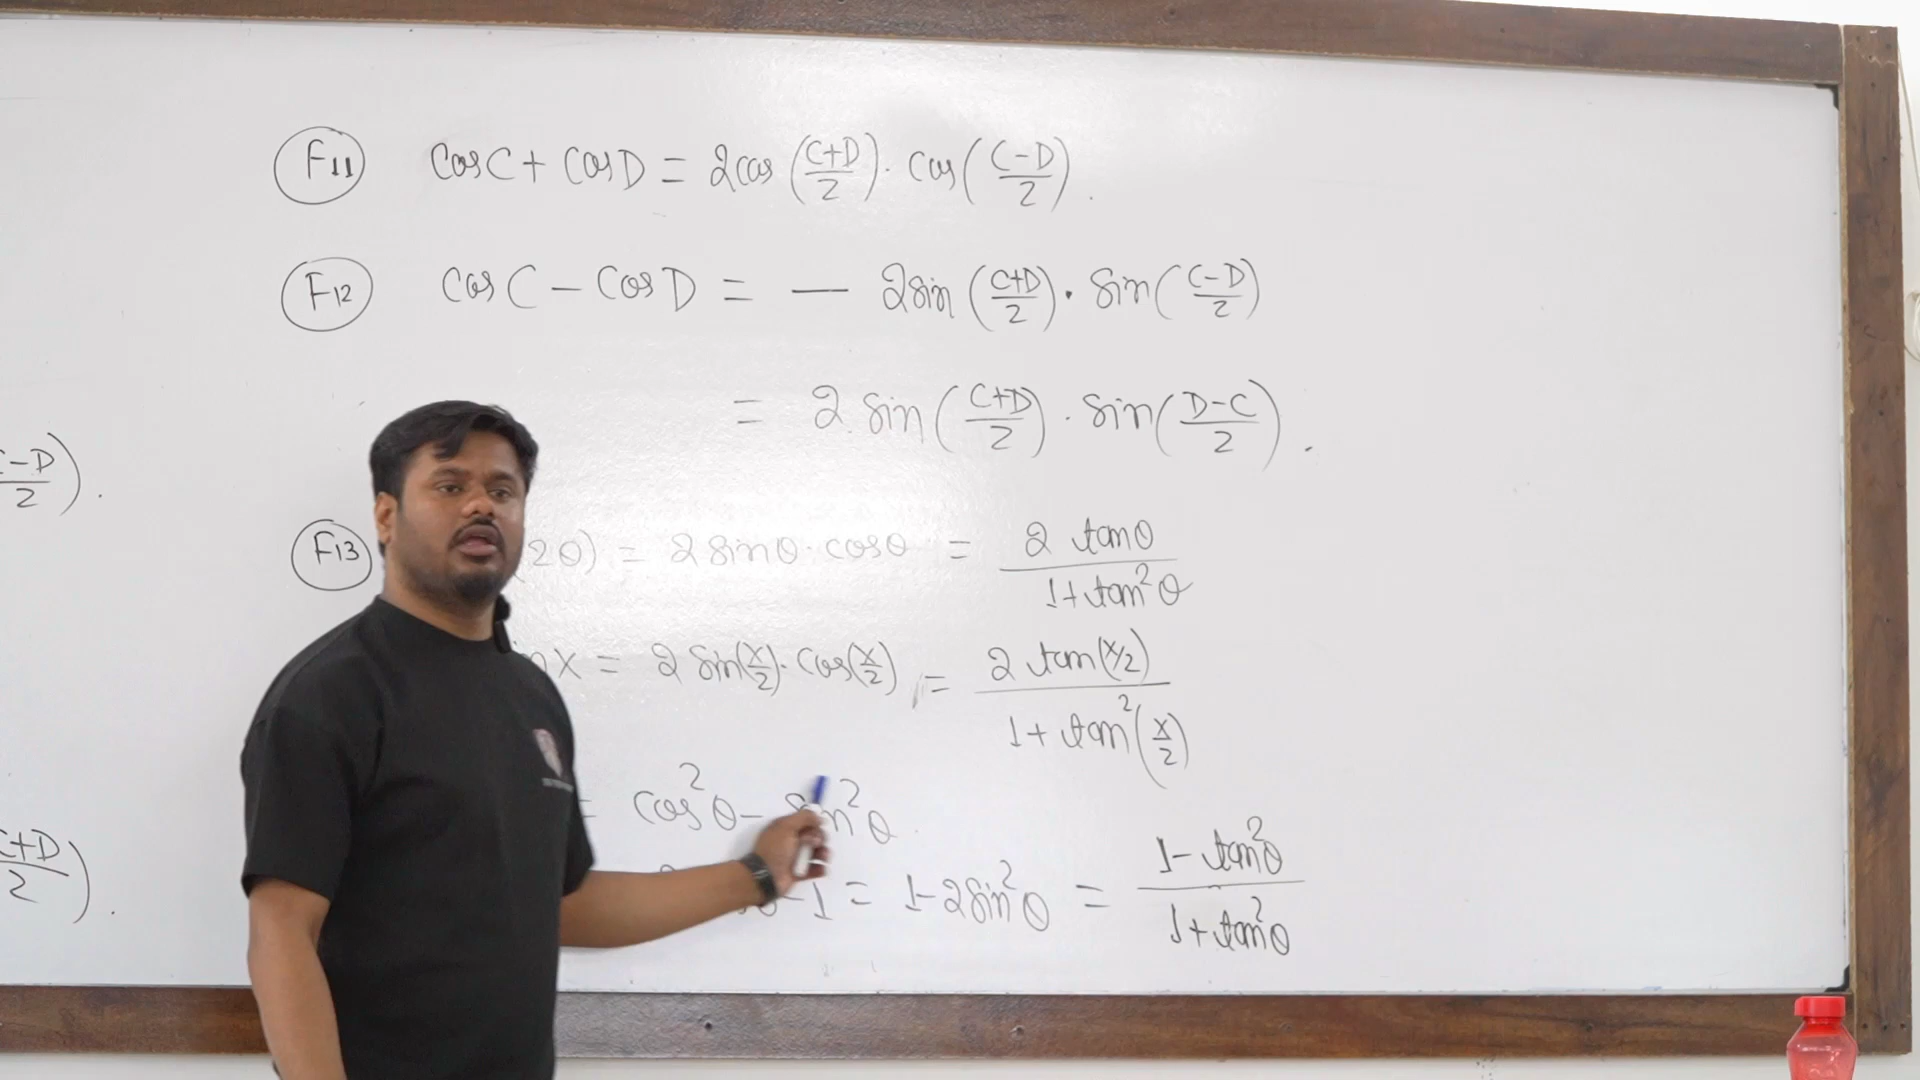 F11 cosC + cosD = 2cos (C+D/2) · cos (C-D/2).
F12 cosC - cosD = - 2sin (C+D/2) · sin (C-D/2)
= 2 sin (C+D/2) · sin (D-C/2).
-D/2).
F13 2θ) = 2 sinθ · cosθ = 2 tanθ / 1+tan²θ
x = 2 sin(x/2) · cos(x/2) = 2 tan(x/2) / 1+ tan²(x/2)
= cos²θ - sin²θ
C+D/2).
-1 = 1-2sin²θ = 1-tan²θ / 1+tan²θ